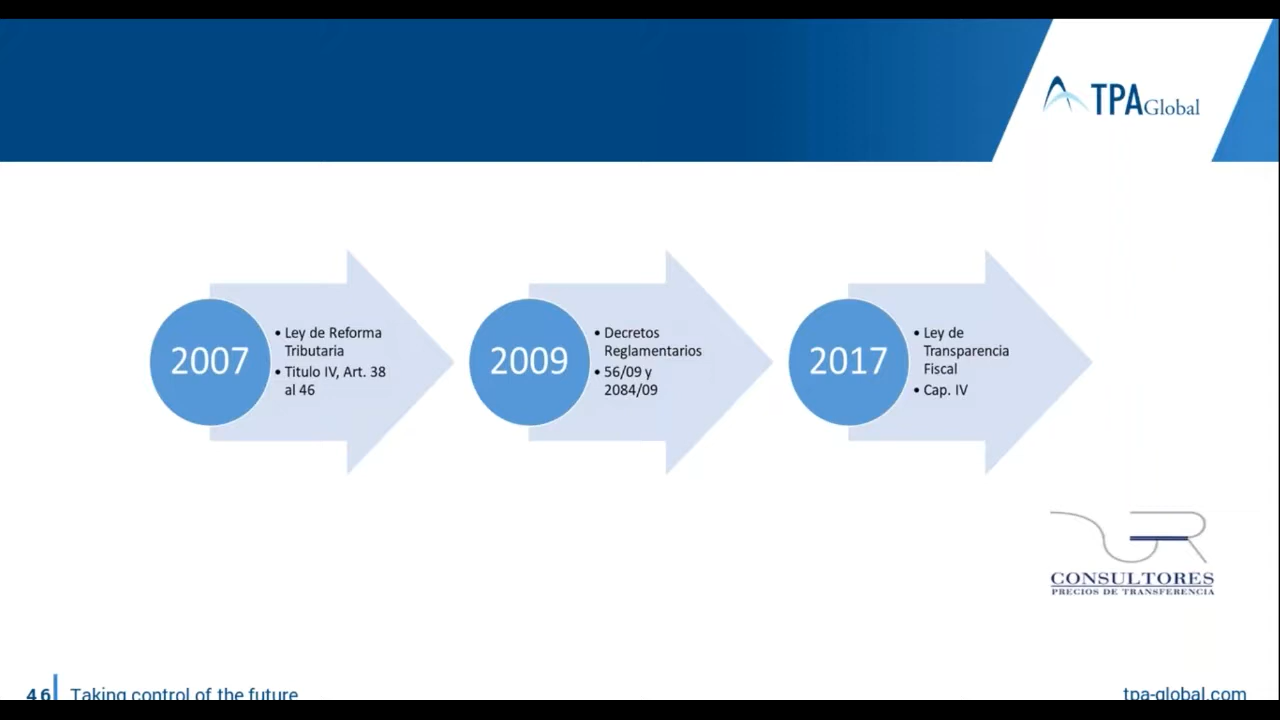 TPA Global
2007
• Ley de Reforma
Tributaria
• Titulo IV, Art. 38
al 46
2009
• Decretos
Reglamentarios
• 56/09 y
2084/09
2017
• Ley de
Transparencia
Fiscal
• Cap. IV
CONSULTORES
PRECIOS DE TRANSFERENCIA
46
Taking control of the future
tpa-global.com